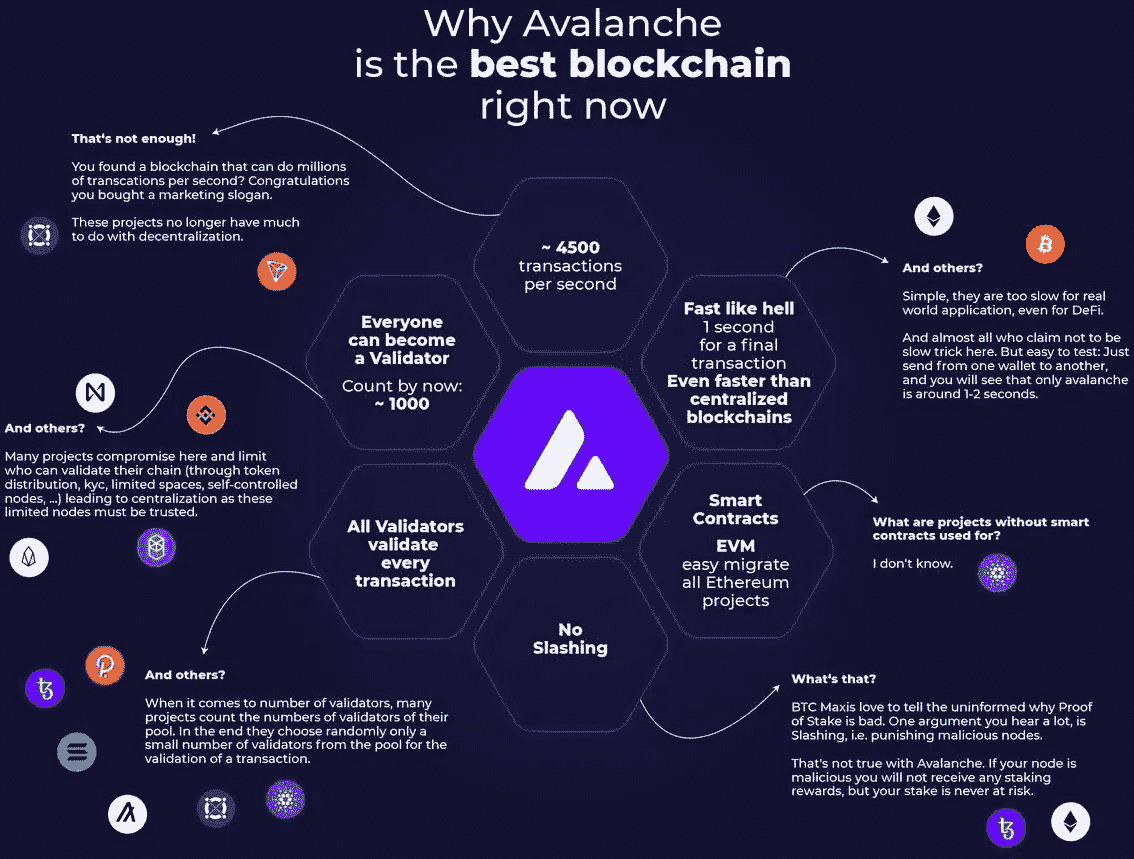 Why Avalanche
is the best blockchain
right now
That's not enough!
You found a blockchain that can do millions
of transcations per second? Congratulations
you bought a marketing slogan.
These projects no longer have much
to do with decentralization.
~ 4500
transactions
per second
And others?
Simple, they are too slow for real
world application, even for DeFi.
And almost all who claim not to be
slow trick here. But easy to test: Just
send from one wallet to another,
and you will see that only avalanche
is around 1-2 seconds.
Everyone
can become
a Validator
Count by now:
~ 1000
Fast like hell
1 second
for a final
transaction
Even faster than
centralized
blockchains
And others?
Many projects compromise here and limit
who can validate their chain (through token
distribution, kyc, limited spaces, self-controlled
nodes, ...) leading to centralization as these
limited nodes must be trusted.
All Validators
validate
every
transaction
Smart
Contracts
EVM
easy migrate
all Ethereum
projects
What are projects without smart
contracts used for?
I don't know.
No
Slashing
And others?
When it comes to number of validators, many
projects count the numbers of validators of their
pool. In the end they choose randomly only a
small number of validators from the pool for the
validation of a transaction.
What's that?
BTC Maxis love to tell the uninformed why Proof
of Stake is bad. One argument you hear a lot, is
Slashing, i.e. punishing malicious nodes.
That's not true with Avalanche. If your node is
malicious you will not receive any staking
rewards, but your stake is never at risk.